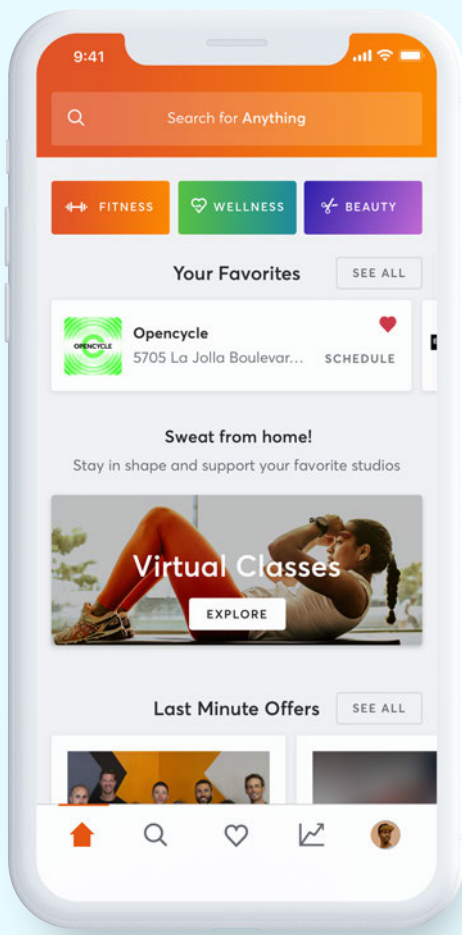 9:41
Search for Anything
FITNESS
WELLNESS
BEAUTY
Your Favorites
SEE ALL
OPENCYCLE
Opencycle
5705 La Jolla Boulevar...
SCHEDULE
Sweat from home!
Stay in shape and support your favorite studios
Virtual Classes
EXPLORE
Last Minute Offers
SEE ALL